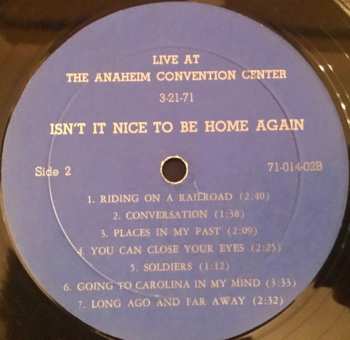 LIVE AT
THE ANAHEIM CONVENTION CENTER
3-21-71
ISN'T IT NICE TO BE HOME AGAIN
Side 2 71-014-02B
1. RIDING ON A RAILROAD (2:40)
2. CONVERSATION (1:38)
3. PLACES IN MY PAST (2:09)
4. YOU CAN CLOSE YOUR EYES (2:25)
5. SOLDIERS (1:12)
6. GOING TO CAROLINA IN MY MIND (3:33)
7. LONG AGO AND FAR AWAY (2:32)